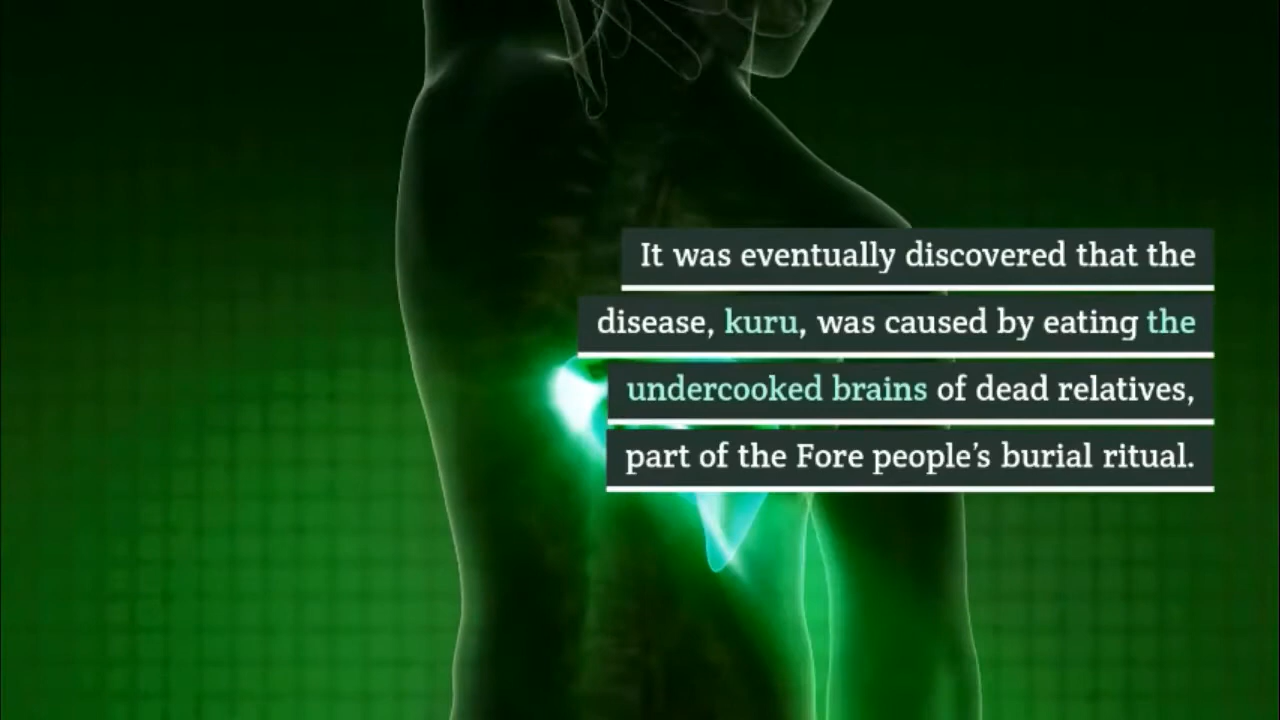 It was eventually discovered that the
disease, kuru, was caused by eating the
undercooked brains of dead relatives,
part of the Fore people’s burial ritual.